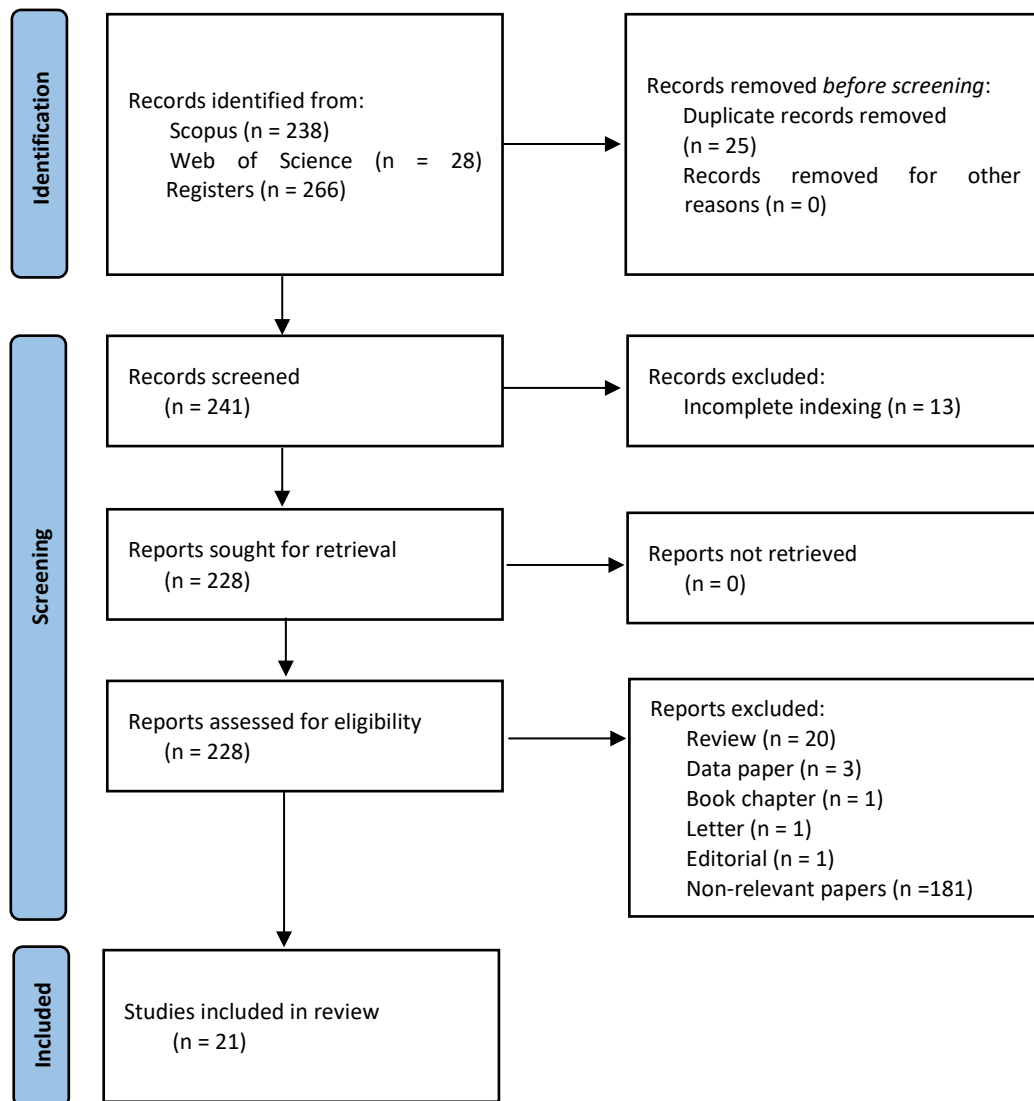 Identification
Records identified from:
Scopus (n = 238)
Web of Science (n = 28)
Registers (n = 266)
Records removed before screening:
Duplicate records removed
(n = 25)
Records removed for other
reasons (n = 0)
Screening
Records screened
(n = 241)
Records excluded:
Incomplete indexing (n = 13)
Reports sought for retrieval
(n = 228)
Reports not retrieved
(n = 0)
Reports assessed for eligibility
(n = 228)
Reports excluded:
Review (n = 20)
Data paper (n = 3)
Book chapter (n = 1)
Letter (n = 1)
Editorial (n = 1)
Non-relevant papers (n =181)
Included
Studies included in review
(n = 21)